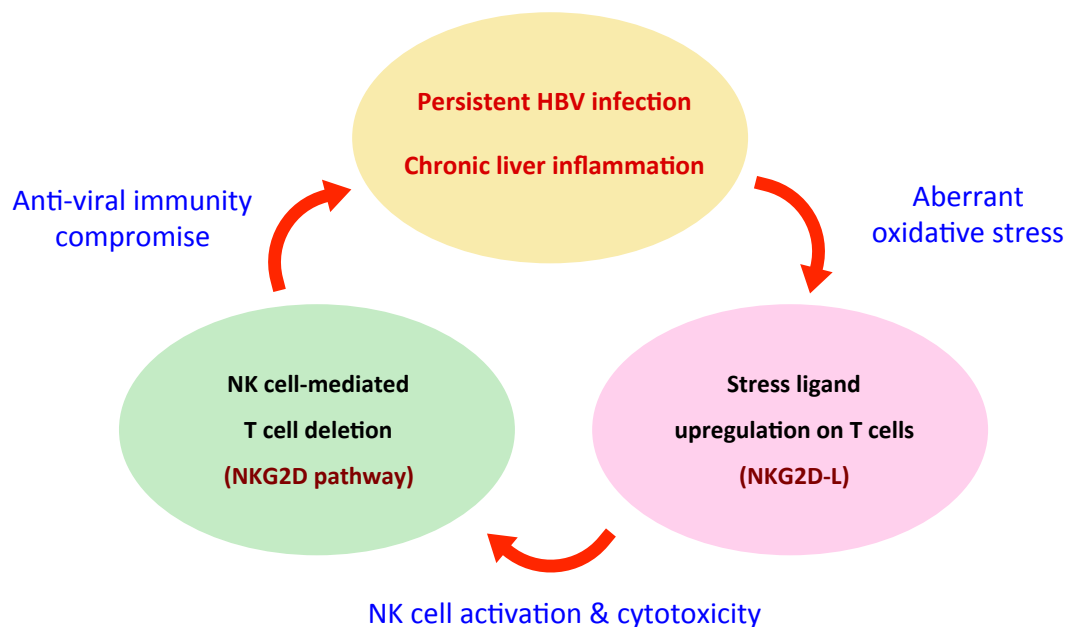 Persistent HBV infection
Chronic liver inflammation
Anti-viral immunity
compromise
Aberrant
oxidative stress
NK cell-mediated
T cell deletion
(NKG2D pathway)
Stress ligand
upregulation on T cells
(NKG2D-L)
NK cell activation & cytotoxicity